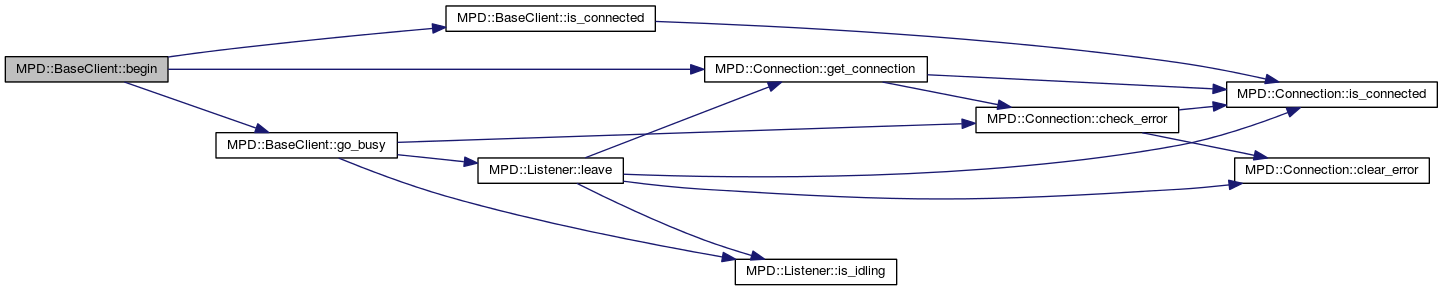 MPD::BaseClient::is_connected
MPD::BaseClient::begin
MPD::Connection::get_connection
MPD::Connection::is_connected
MPD::Connection::check_error
MPD::BaseClient::go_busy
MPD::Listener::leave
MPD::Connection::clear_error
MPD::Listener::is_idling